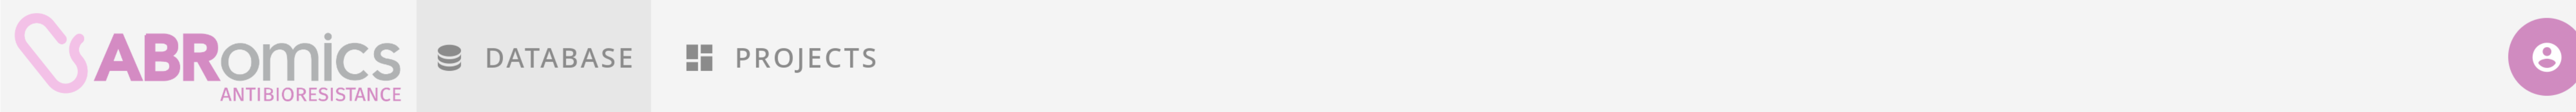 ABRomics
ANTIBIORESISTANCE
DATABASE
PROJECTS